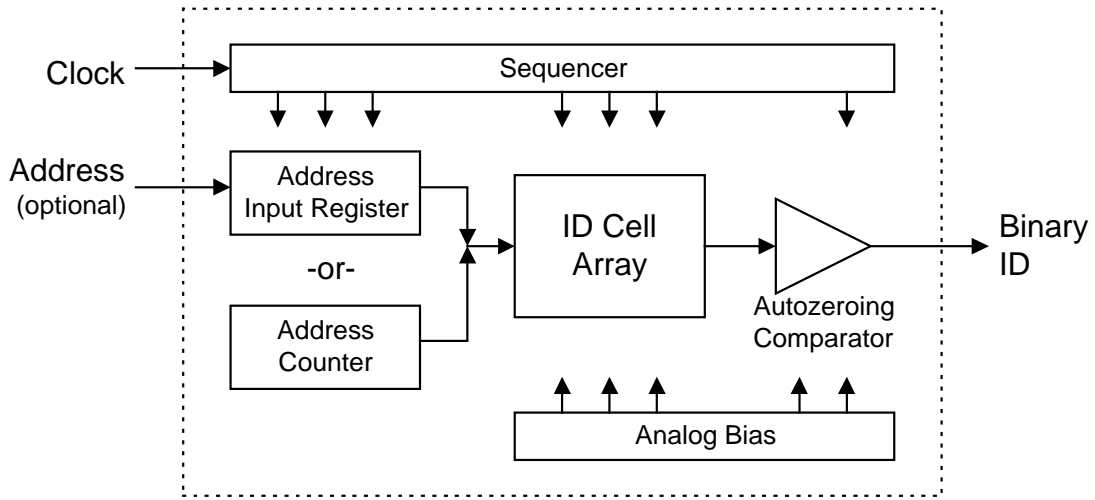 Clock
Sequencer
Address
(optional)
Address
Input Register
-or-
Address
Counter
ID Cell
Array
Autozeroing
Comparator
Binary
ID
Analog Bias